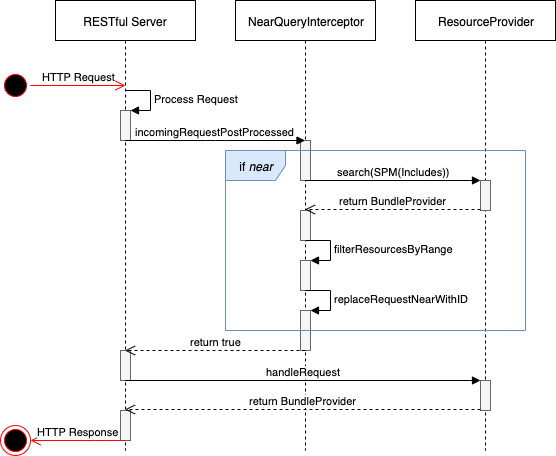 RESTful Server
NearQueryInterceptor
ResourceProvider
HTTP Request
Process Request
incomingRequestPostProcessed
if near
search(SPM(Includes))
return BundleProvider
filterResourcesByRange
replaceRequestNearWithID
return true
handleRequest
return BundleProvider
HTTP Response